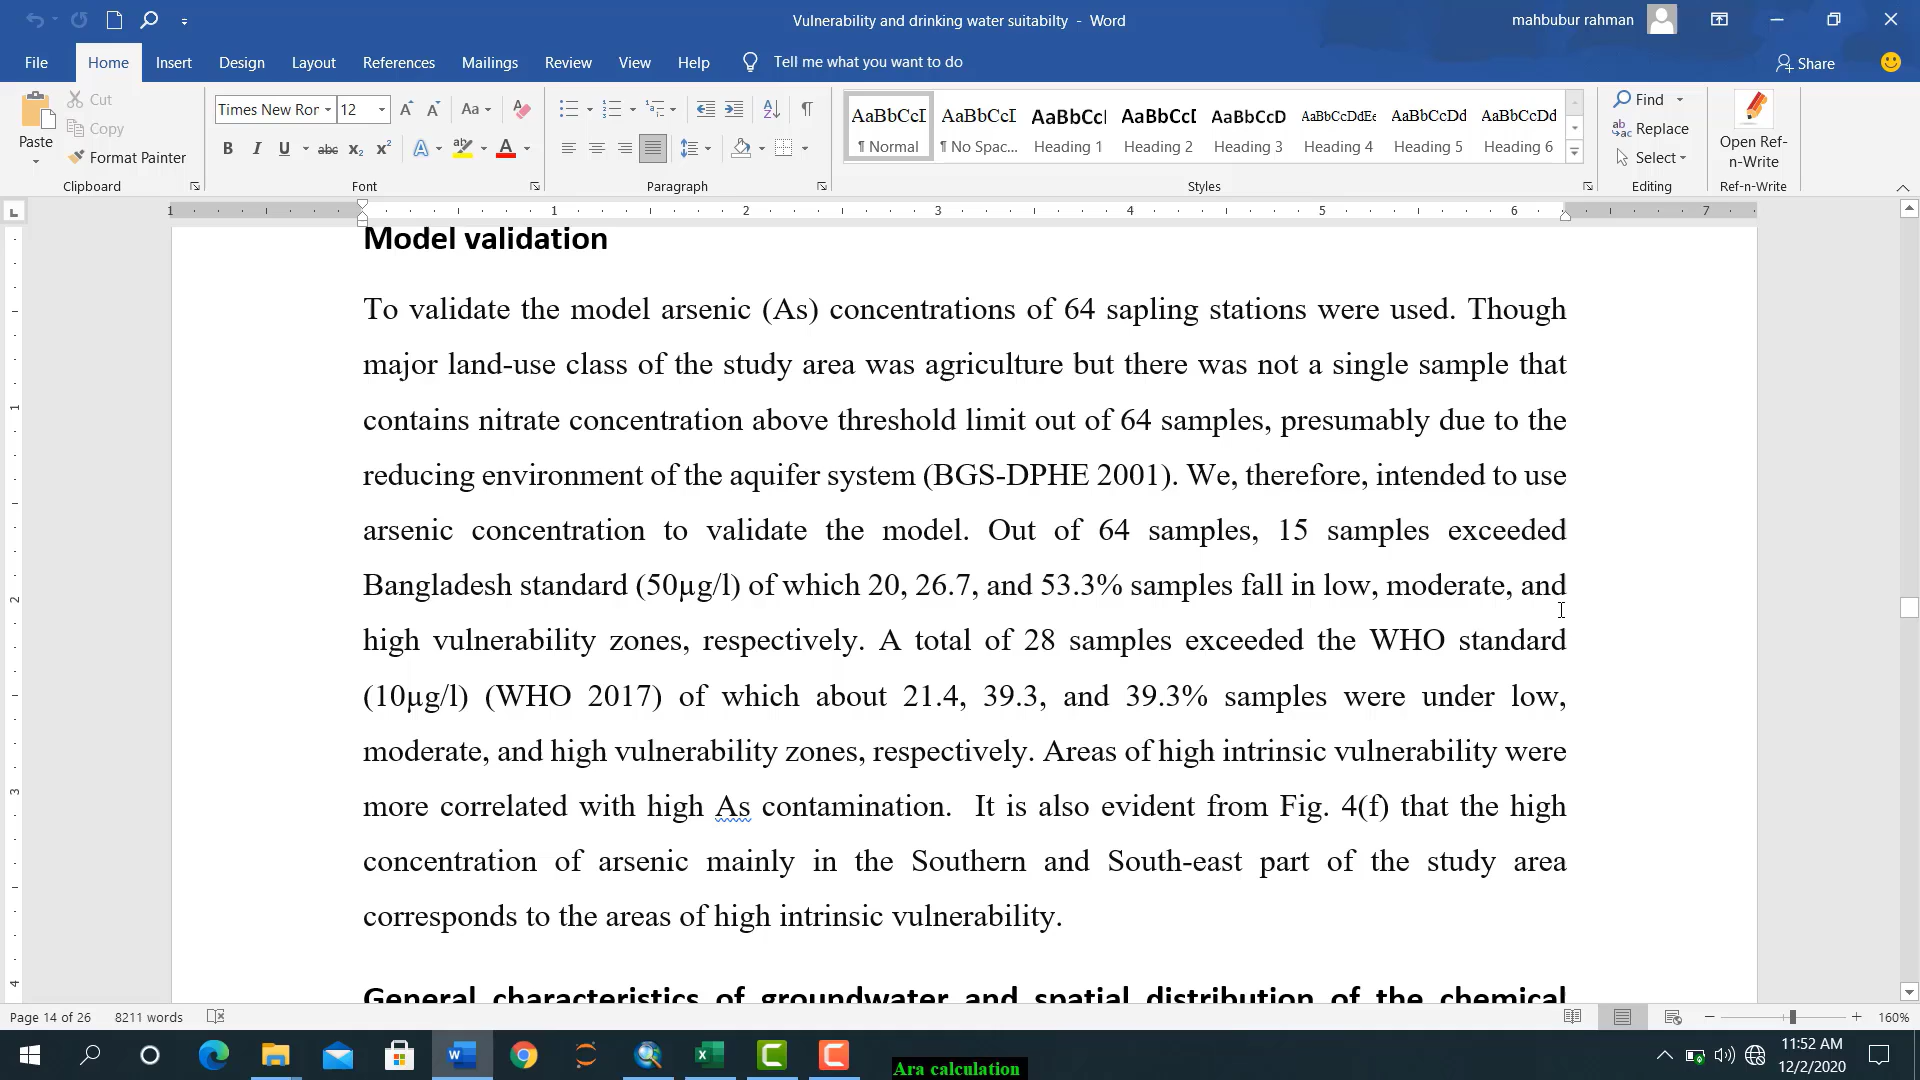 Vulnerability and drinking water suitabilty - Word
mahbubur rahman
File Home Insert Design Layout References Mailings Review View Help Tell me what you want to do Share
Paste
Cut
Copy
Format Painter
Clipboard
Times New Ror 12
Font
Paragraph
AaBbCcI AaBbCcI AaBbCcl AaBbCcI AaBbCcD AaBbCcDdEe AaBbCcDd AaBbCcDd
¶ Normal ¶ No Spac... Heading 1 Heading 2 Heading 3 Heading 4 Heading 5 Heading 6
Styles
Find
Replace
Select
Editing
Open Ref-
n-Write
Ref-n-Write
1 1 2 3 4 5 6 7
Model validation
To validate the model arsenic (As) concentrations of 64 sapling stations were used. Though
major land-use class of the study area was agriculture but there was not a single sample that
contains nitrate concentration above threshold limit out of 64 samples, presumably due to the
reducing environment of the aquifer system (BGS-DPHE 2001). We, therefore, intended to use
arsenic concentration to validate the model. Out of 64 samples, 15 samples exceeded
Bangladesh standard (50µg/l) of which 20, 26.7, and 53.3% samples fall in low, moderate, and
high vulnerability zones, respectively. A total of 28 samples exceeded the WHO standard
(10µg/l) (WHO 2017) of which about 21.4, 39.3, and 39.3% samples were under low,
moderate, and high vulnerability zones, respectively. Areas of high intrinsic vulnerability were
more correlated with high As contamination. It is also evident from Fig. 4(f) that the high
concentration of arsenic mainly in the Southern and South-east part of the study area
corresponds to the areas of high intrinsic vulnerability.
General characteristics of groundwater and spatial distribution of the chemical
Page 14 of 26 8211 words 160%
Ara calculation
11:52 AM
12/2/2020